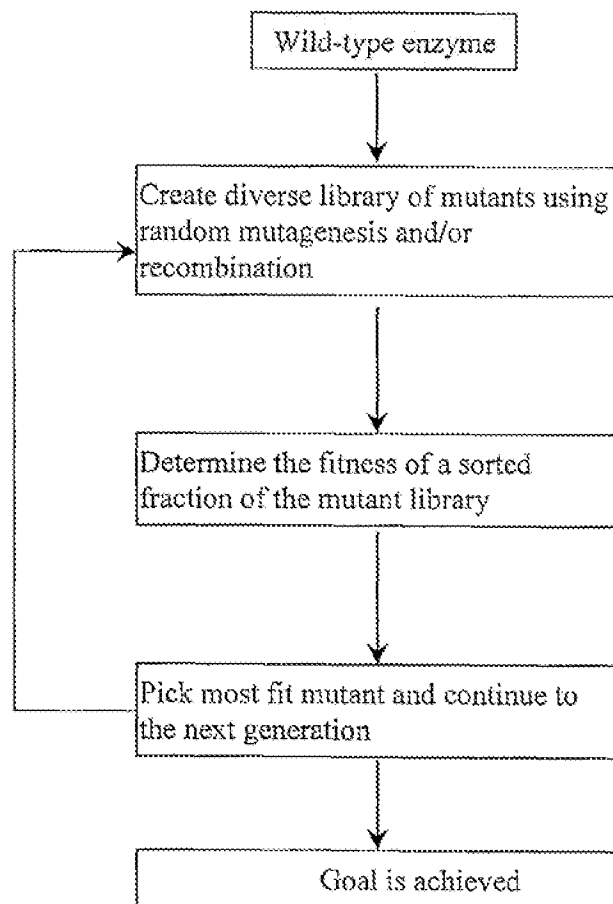 Wild-type enzyme
Create diverse library of mutants using
random mutagenesis and/or
recombination
Determine the fitness of a sorted
fraction of the mutant library
Pick most fit mutant and continue to
the next generation
Goal is achieved